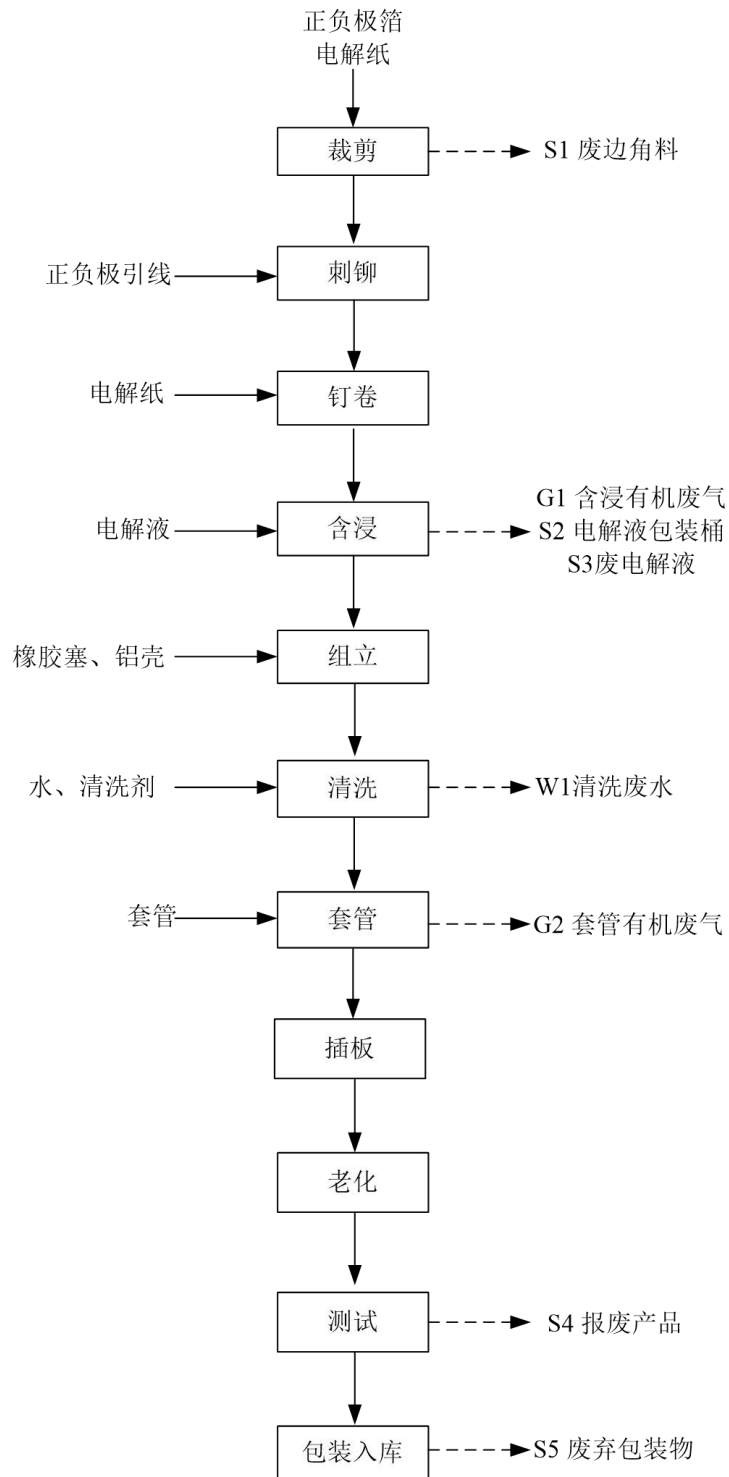 正负极箔
电解纸
裁剪
S1 废边角料
正负极引线
刺铆
电解纸
钉卷
G1 含浸有机废气
电解液
含浸
S2 电解液包装桶
S3废电解液
橡胶塞、铝壳
组立
水、清洗剂
清洗
W1清洗废水
套管
套管
G2 套管有机废气
插板
老化
测试
S4 报废产品
包装入库
S5 废弃包装物